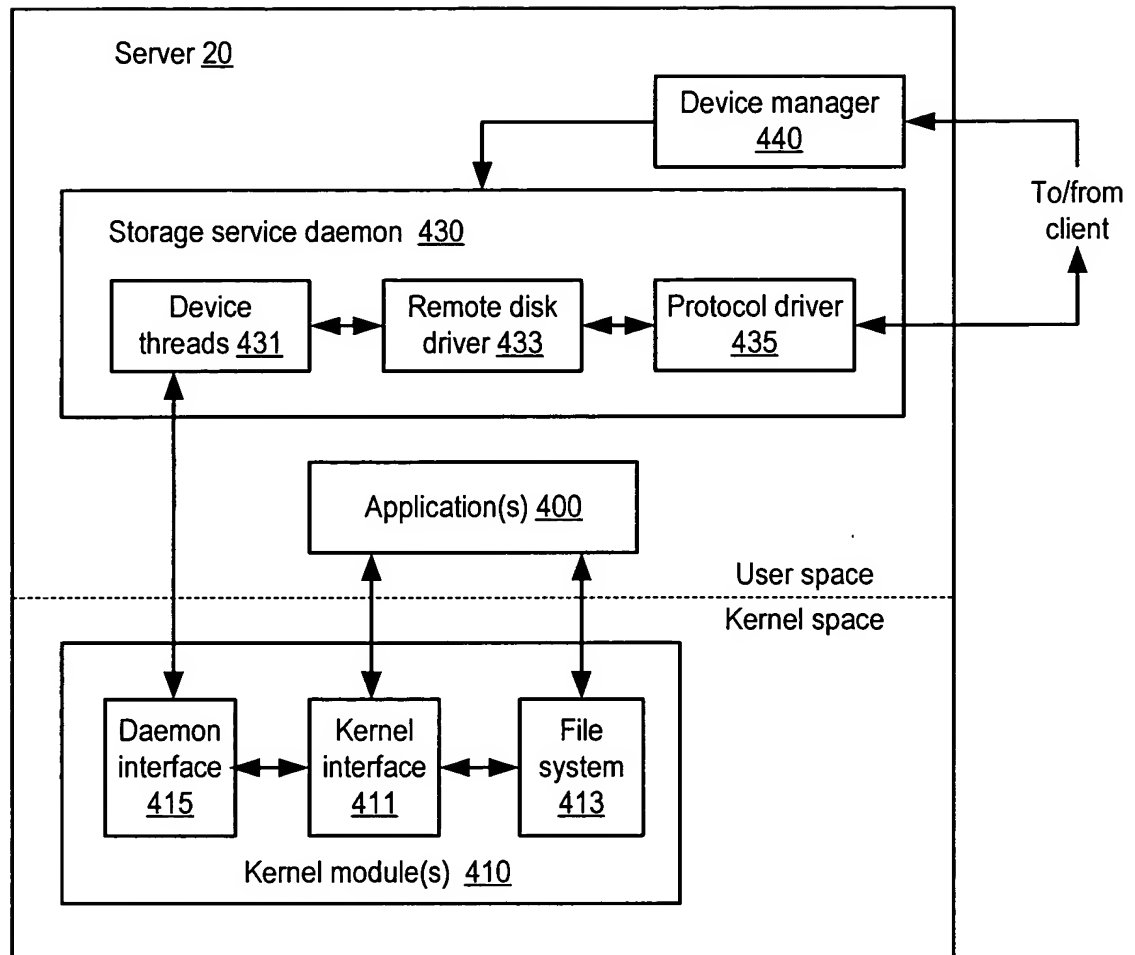 Server 20
Device manager
440
To/from
client
Storage service daemon 430
Device
threads 431
Remote disk
driver 433
Protocol driver
435
Application(s) 400
User space
Kernel space
Daemon
interface
415
Kernel
interface
411
File
system
413
Kernel module(s) 410